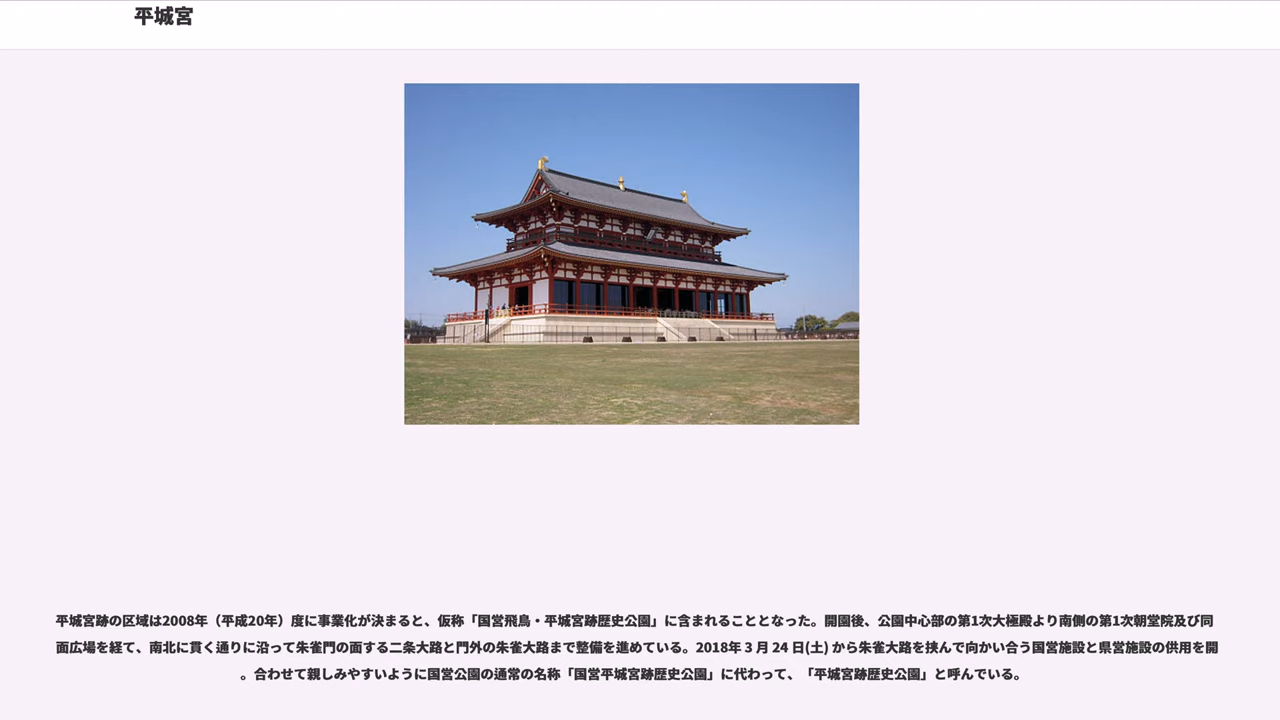 平城宮
平城宮跡の区域は2008年（平成20年）度に事業化が決まると、仮称「国営飛鳥・平城宮跡歴史公園」に含まれることとなった。開園後、公園中心部の第1次大極殿より南側の第1次朝堂院及び同
面広場を経て、南北に貫く通りに沿って朱雀門の面する二条大路と門外の朱雀大路まで整備を進めている。2018年 3 月 24 日(土) から朱雀大路を挟んで向かい合う国営施設と県営施設の供用を開
。合わせて親しみやすいように国営公園の通常の名称「国営平城宮跡歴史公園」に代わって、「平城宮跡歴史公園」と呼んでいる。